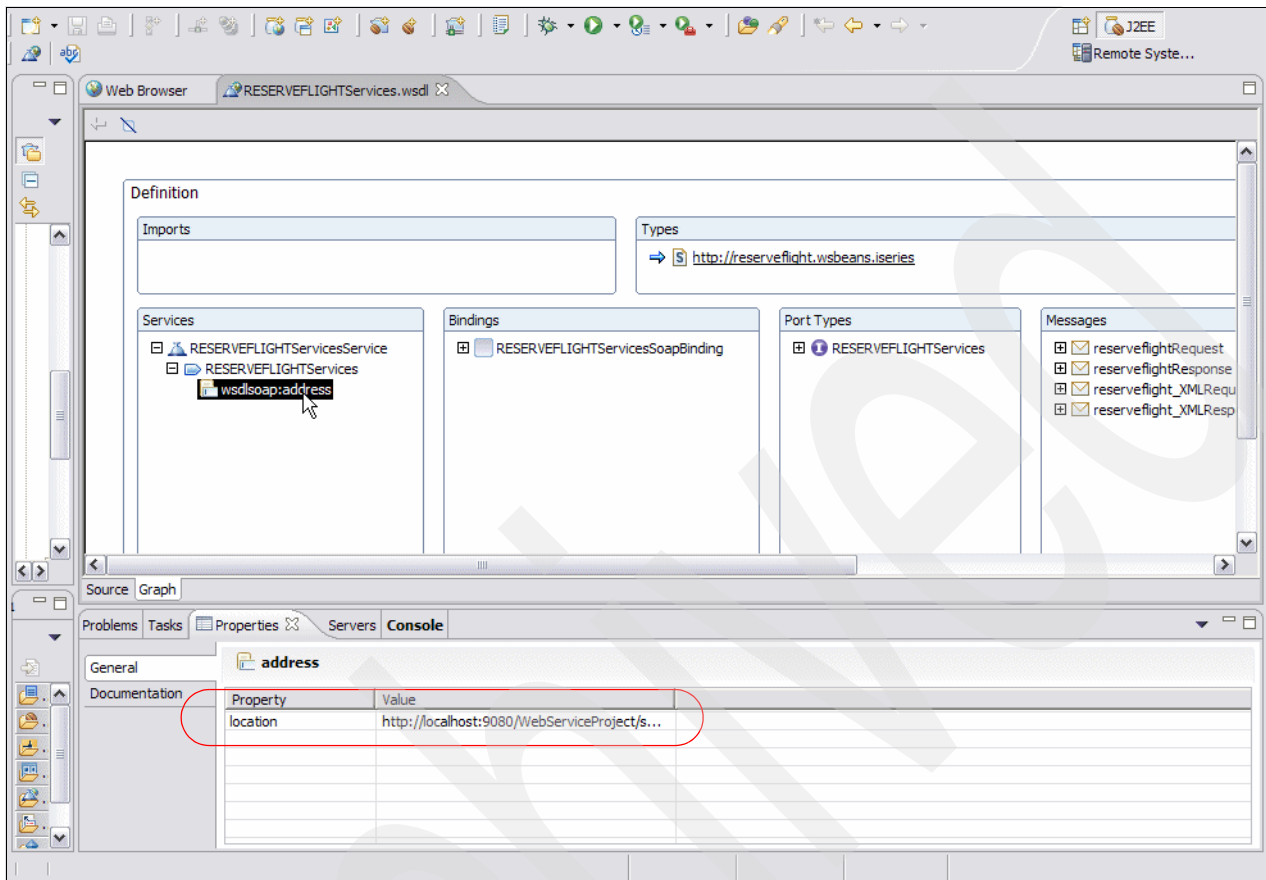 J2EE
Remote Syste...
Web Browser
RESERVEFLIGHTServices.wsdl
Definition
Imports
Types
http://reserveflight.wsbeans.iseries
Services
RESERVEFLIGHTServicesService
RESERVEFLIGHTServices
wsdlsoap:address
Bindings
RESERVEFLIGHTServicesSoapBinding
Port Types
RESERVEFLIGHTServices
Messages
reserveflightRequest
reserveflightResponse
reserveflight_XMLRequ
reserveflight_XMLResp
Source Graph
Problems Tasks Properties Servers Console
General
Documentation
address
Property Value
location http://localhost:9080/WebServiceProject/s...